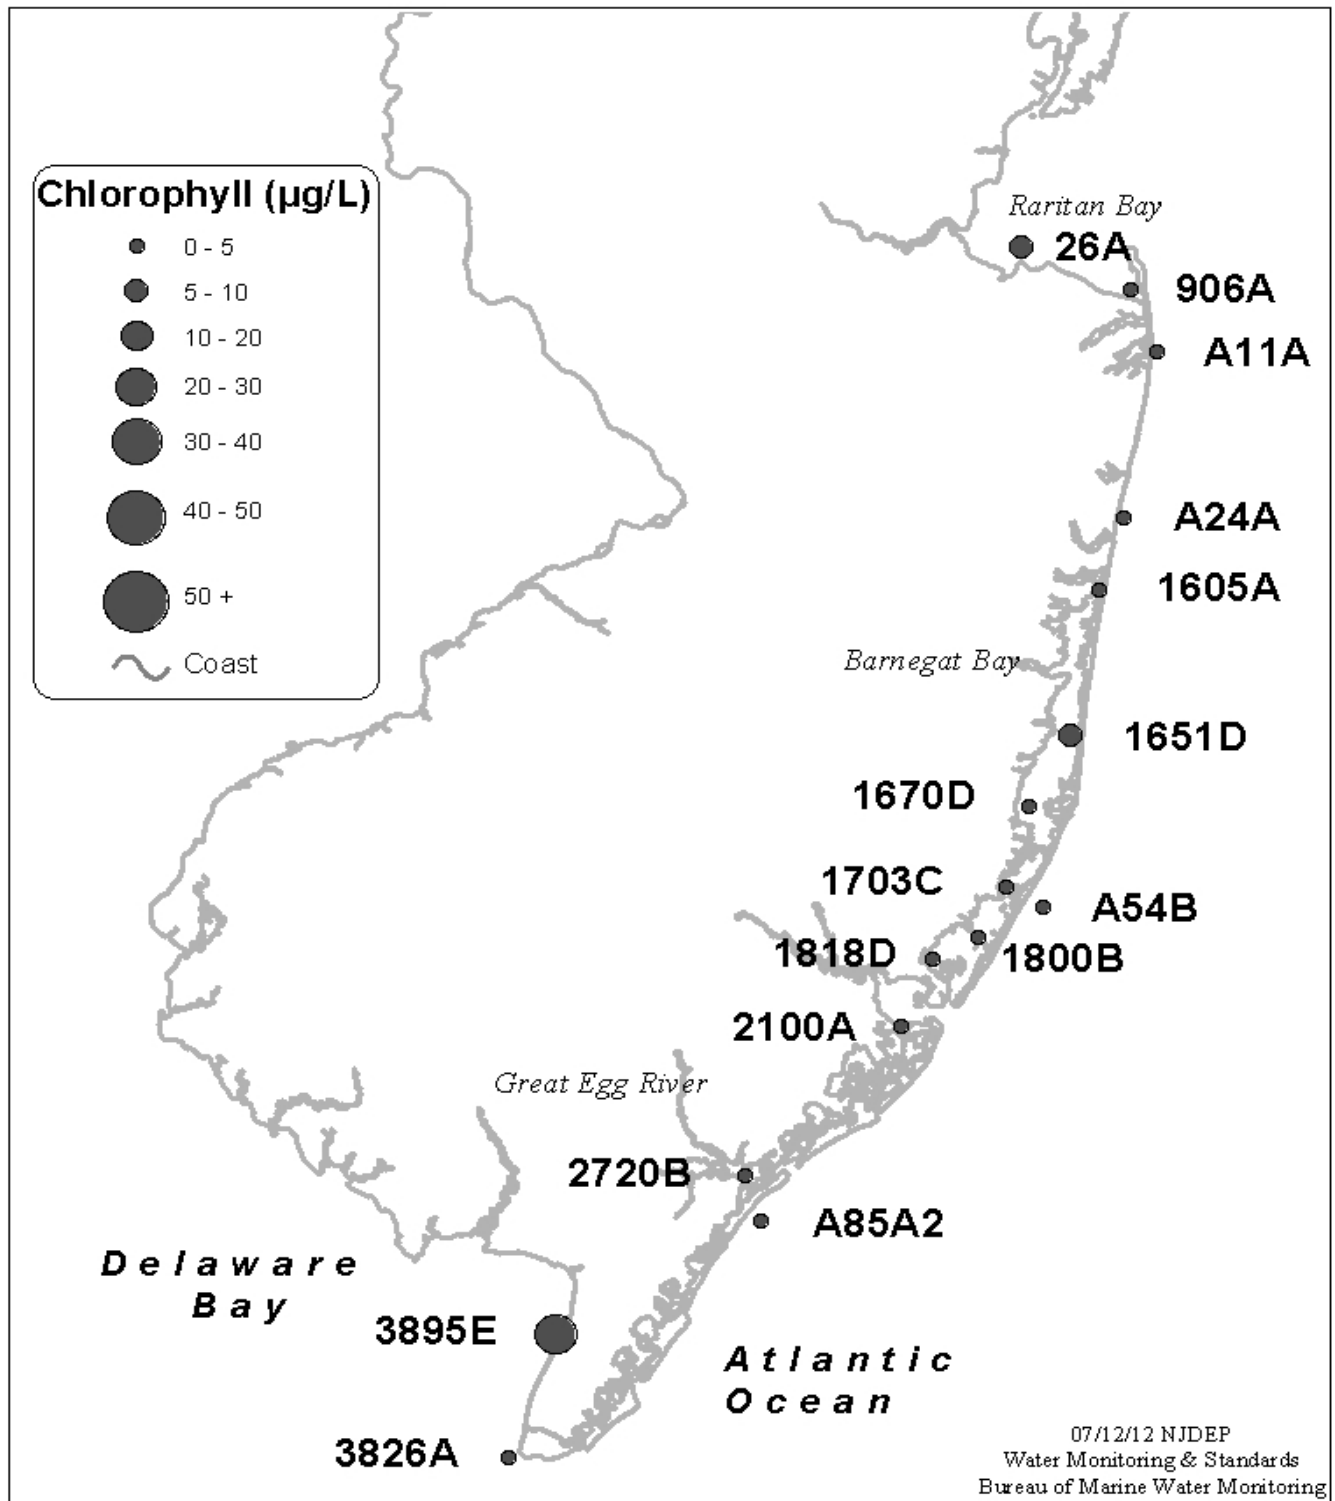 Chlorophyll (µg/L)
0 - 5
5 - 10
10 - 20
20 - 30
30 - 40
40 - 50
50 +
Coast
Raritan Bay
26A
906A
A11A
A24A
1605A
Barnegat Bay
1651D
1670D
1703C
A54B
1818D
1800B
2100A
Great Egg River
2720B
A85A2
Delaware
Bay
3895E
Atlantic
Ocean
3826A
07/12/12 NJDEP
Water Monitoring & Standards
Bureau of Marine Water Monitoring